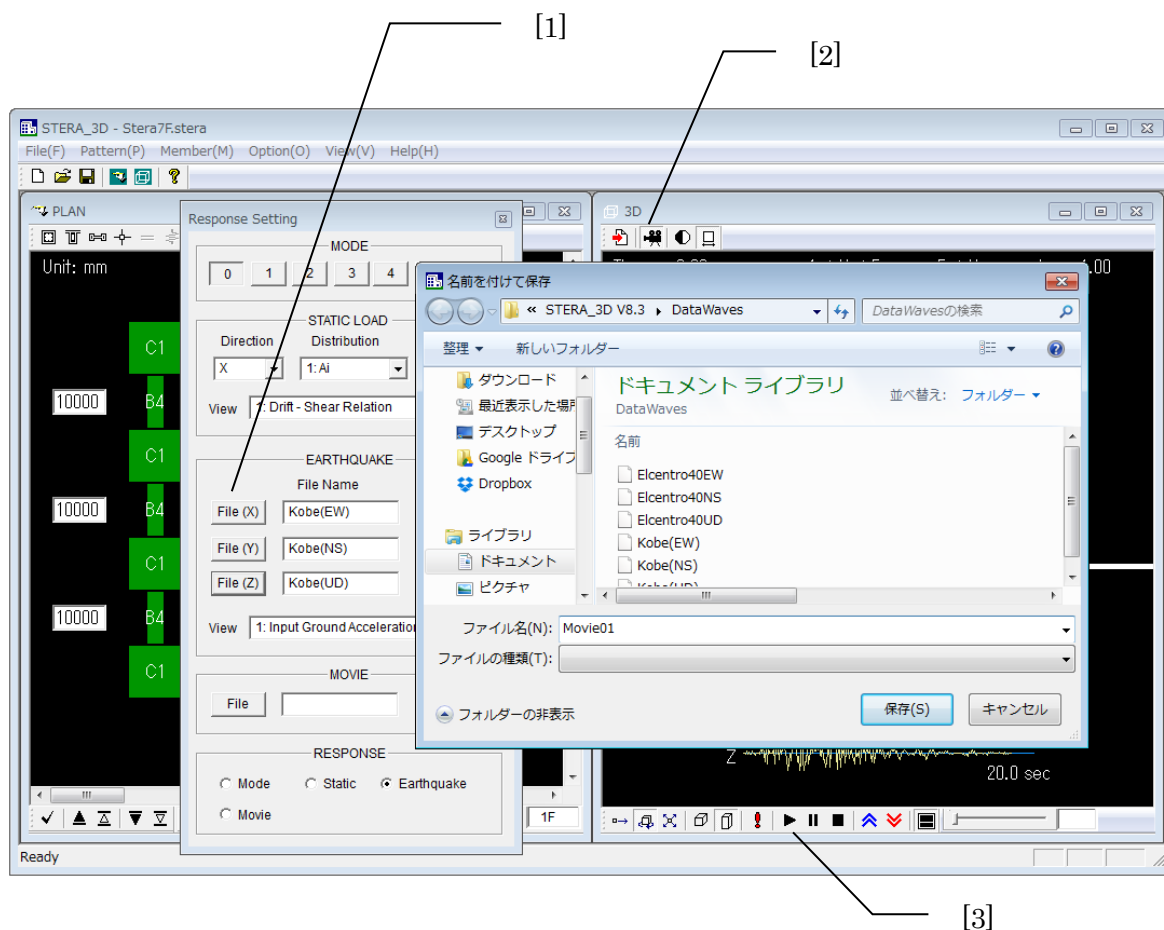 [1]
[2]
STERA_3D - Stera7F.stera
File(F) Pattern(P) Member(M) Option(O) View(V) Help(H)
PLAN
Unit: mm
C1
10000 B4
C1
10000 B4
C1
10000 B4
C1
1F
Ready
Response Setting
MODE
0 1 2 3 4
STATIC LOAD
Direction Distribution
X 1: Ai
View 1: Drift - Shear Relation
EARTHQUAKE
File Name
File (X) Kobe(EW)
File (Y) Kobe(NS)
File (Z) Kobe(UD)
View 1: Input Ground Acceleration
MOVIE
File
RESPONSE
Mode Static Earthquake
Movie
3D
.00
名前を付けて保存
« STERA_3D V8.3 DataWaves DataWavesの検索
整理 新しいフォルダー
ダウンロード
最近表示した場所
デスクトップ
Google ドライブ
Dropbox
ライブラリ
ドキュメント
ピクチャ
ドキュメント ライブラリ
DataWaves
並べ替え: フォルダー
名前
Elcentro40EW
Elcentro40NS
Elcentro40UD
Kobe(EW)
Kobe(NS)
Kobe(UD)
ファイル名(N): Movie01
ファイルの種類(T):
フォルダーの非表示
保存(S) キャンセル
Z
20.0 sec
[3]